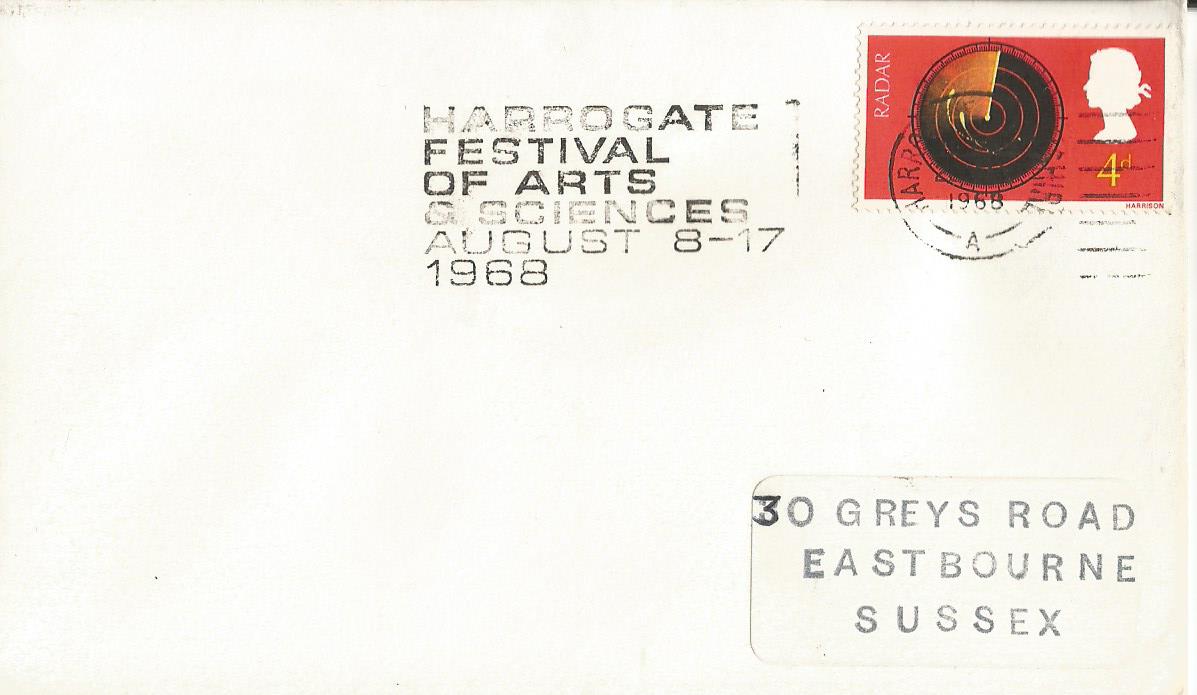 HARROGATE
FESTIVAL
OF ARTS
& SCIENCES
AUGUST 8-17
1968
RADAR
4d
HARRISON
1968
A
30 GREYS ROAD
EASTBOURNE
SUSSEX